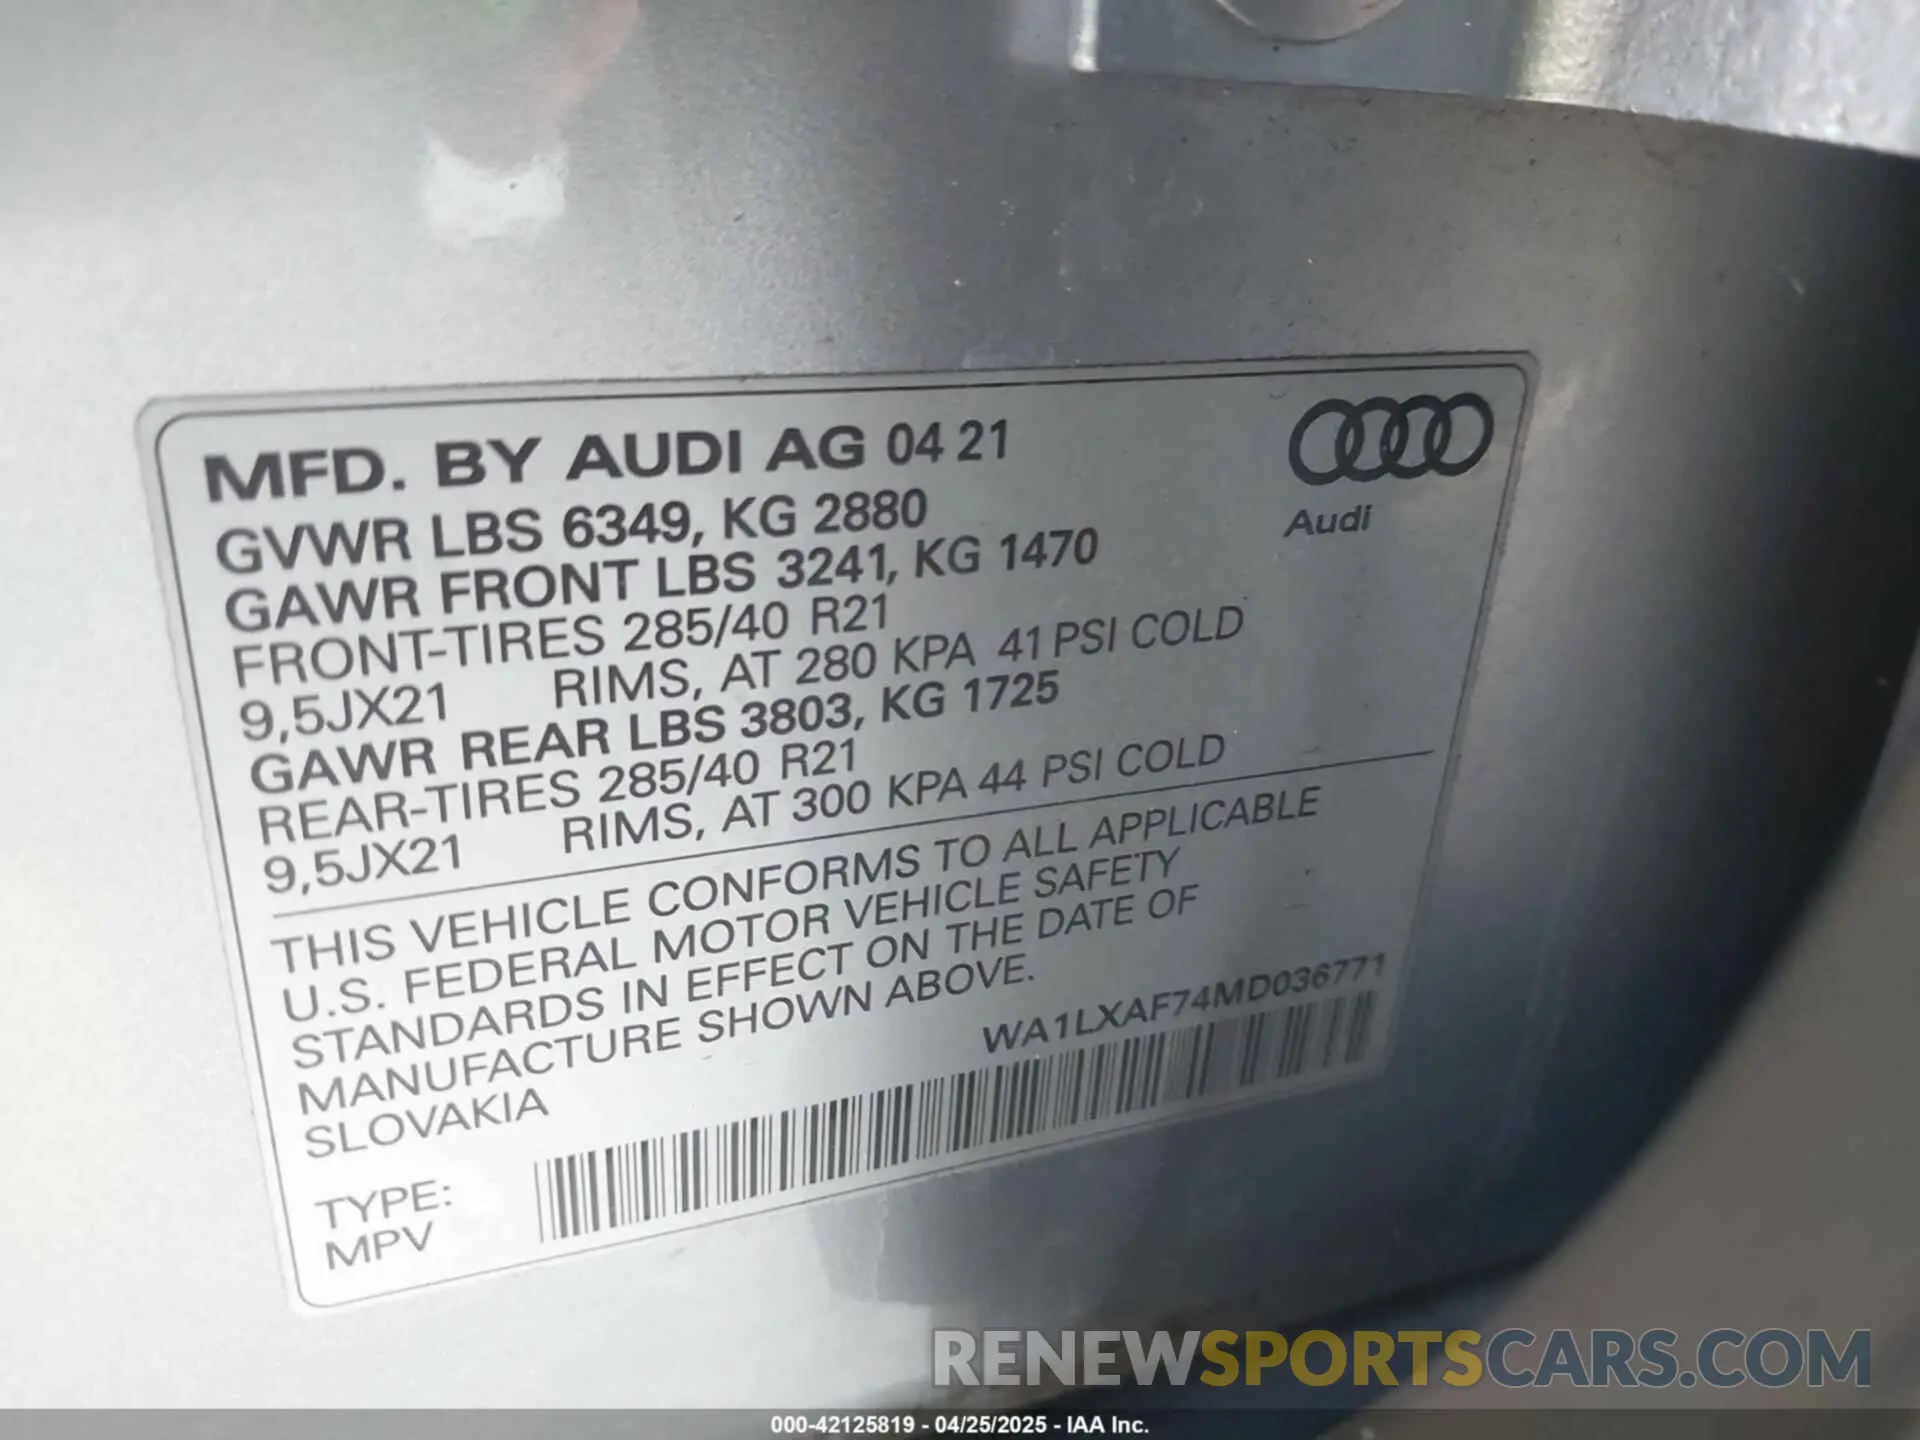 MFD. BY AUDI AG 04 21
Audi
GVWR LBS 6349, KG 2880
GAWR FRONT LBS 3241, KG 1470
FRONT-TIRES 285/40 R21
9,5JX21 RIMS, AT 280 KPA 41 PSI COLD
GAWR REAR LBS 3803, KG 1725
REAR-TIRES 285/40 R21
9,5JX21 RIMS, AT 300 KPA 44 PSI COLD
THIS VEHICLE CONFORMS TO ALL APPLICABLE
U.S. FEDERAL MOTOR VEHICLE SAFETY
STANDARDS IN EFFECT ON THE DATE OF
MANUFACTURE SHOWN ABOVE.
SLOVAKIA
WA1LXAF74MD036771
TYPE:
MPV
RENEWSPORTSCARS.COM
000-42125819 - 04/25/2025 - IAA Inc.